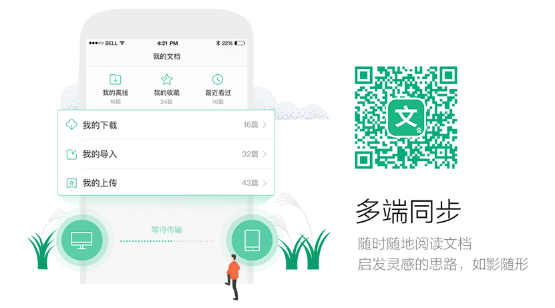 BELL 4:21 PM 22%
我的文档
我的离线 我的收藏 最近看过
16篇 24篇 76篇
我的下载 16篇
我的导入 32篇
我的上传 43篇
等待传输
文
多端同步
随时随地阅读文档
启发灵感的思路，如影随形